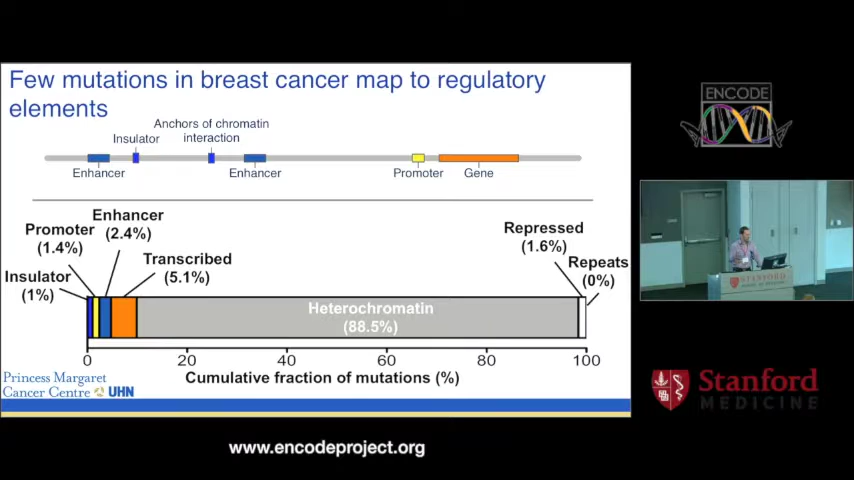 Few mutations in breast cancer map to regulatory
elements
Anchors of chromatin
interaction
Insulator
Enhancer
Enhancer
Promoter
Gene
Enhancer
(2.4%)
Promoter
(1.4%)
Transcribed
(5.1%)
Insulator
(1%)
Repressed
(1.6%)
Repeats
(0%)
Heterochromatin
(88.5%)
0 20 40 60 80 100
Cumulative fraction of mutations (%)
Princess Margaret
Cancer Centre UHN
ENCODE
STANFORD
Stanford
MEDICINE
www.encodeproject.org